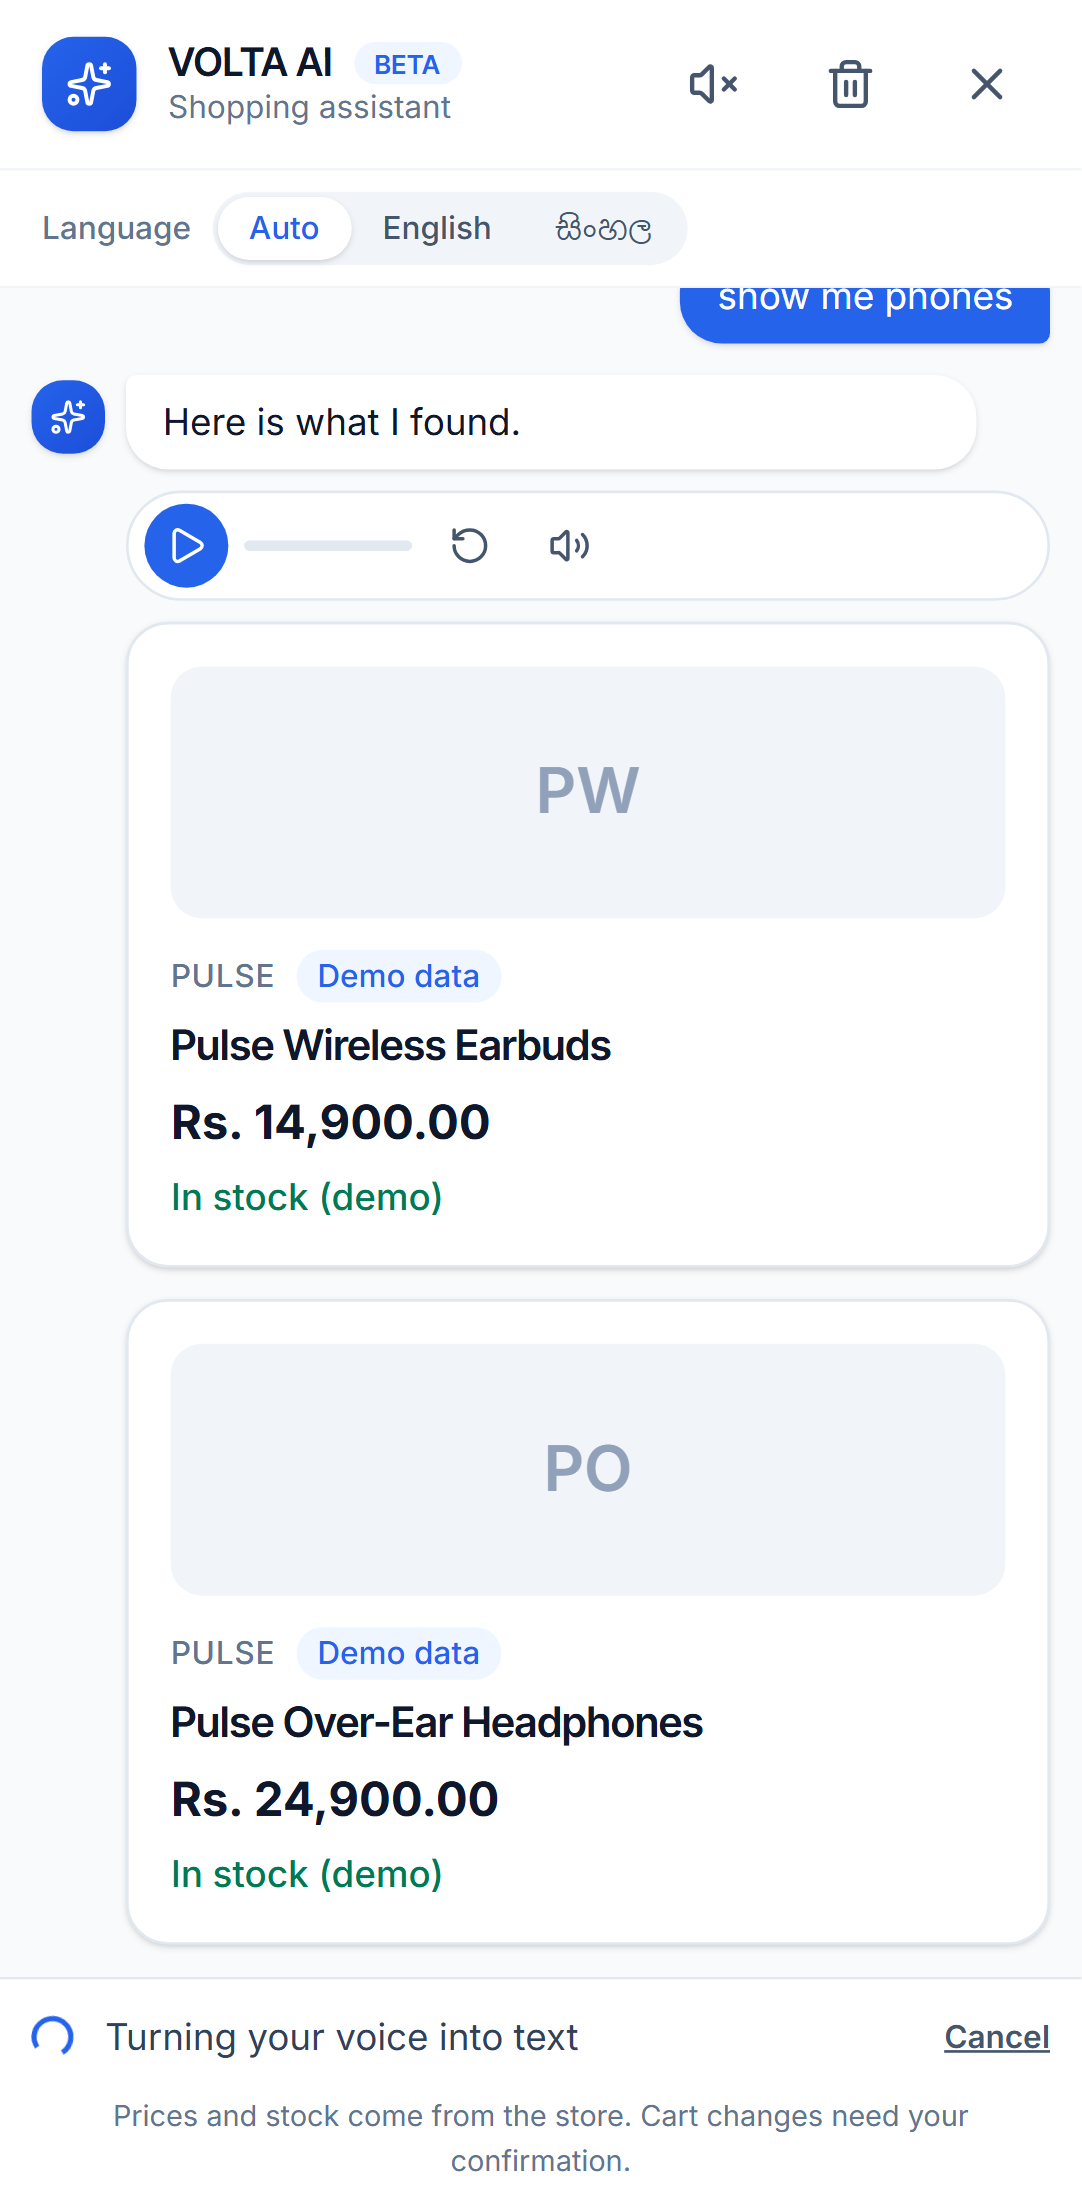 VOLTA AI BETA
Shopping assistant
Language Auto English සිංහල
show me phones
Here is what I found.
PW
PULSE Demo data
Pulse Wireless Earbuds
Rs. 14,900.00
In stock (demo)
PO
PULSE Demo data
Pulse Over-Ear Headphones
Rs. 24,900.00
In stock (demo)
Turning your voice into text Cancel
Prices and stock come from the store. Cart changes need your
confirmation.